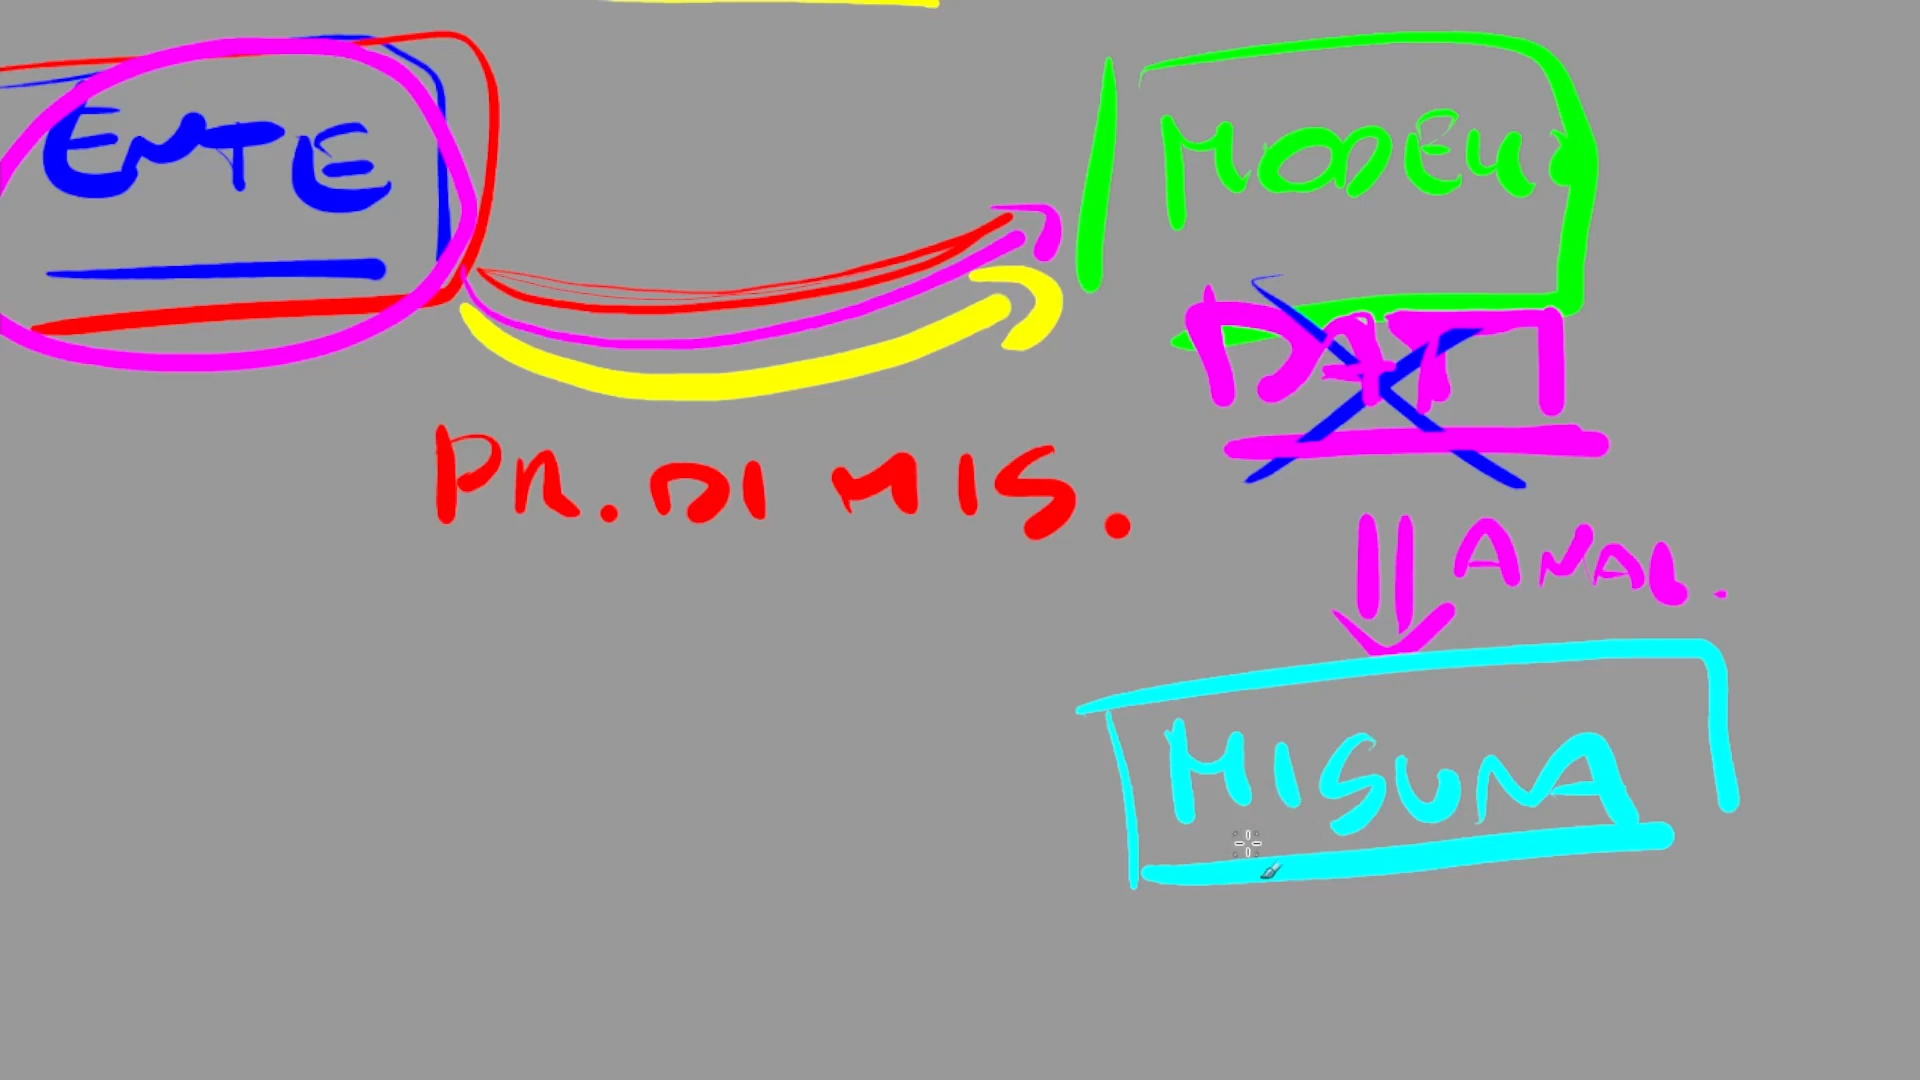 ENTE
MODELLO
DATI
PR. DI MIS.
ANAL.
MISURA